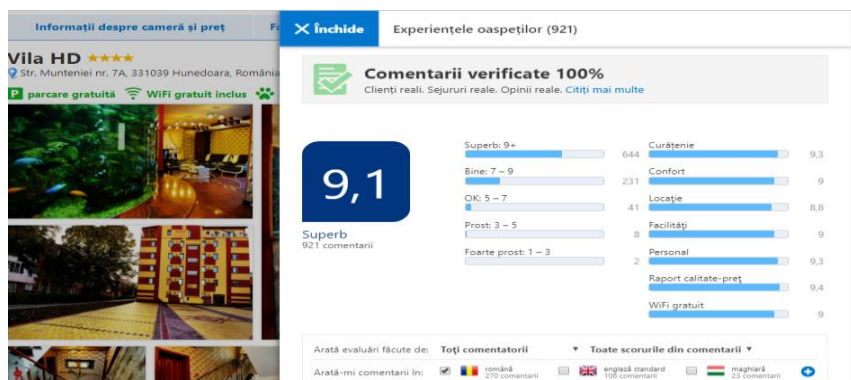 Informații despre cameră și preț
Vila HD
Str. Munteniei nr. 7A, 331039 Hunedoara, România
P parcare gratuită WiFi gratuit inclus
Închide
Experiențele oaspeților (921)
Comentarii verificate 100%
Clienți reali. Sejururi reale. Opinii reale. Citiți mai multe
9,1
Superb
921 comentarii
Superb: 9+
644
Bine: 7 – 9
231
OK: 5 – 7
41
Prost: 3 – 5
8
Foarte prost: 1 – 3
2
Curățenie
9,3
Confort
9
Locație
8,8
Facilităţi
9
Personal
9,3
Raport calitate-preţ
9,4
WiFi gratuit
9
Arată evaluări făcute de: Toți comentatorii Toate scorurile din comentarii
Arată-mi comentarii în:
română
270 comentarii
engleză standard
106 comentarii
maghiară
23 comentarii